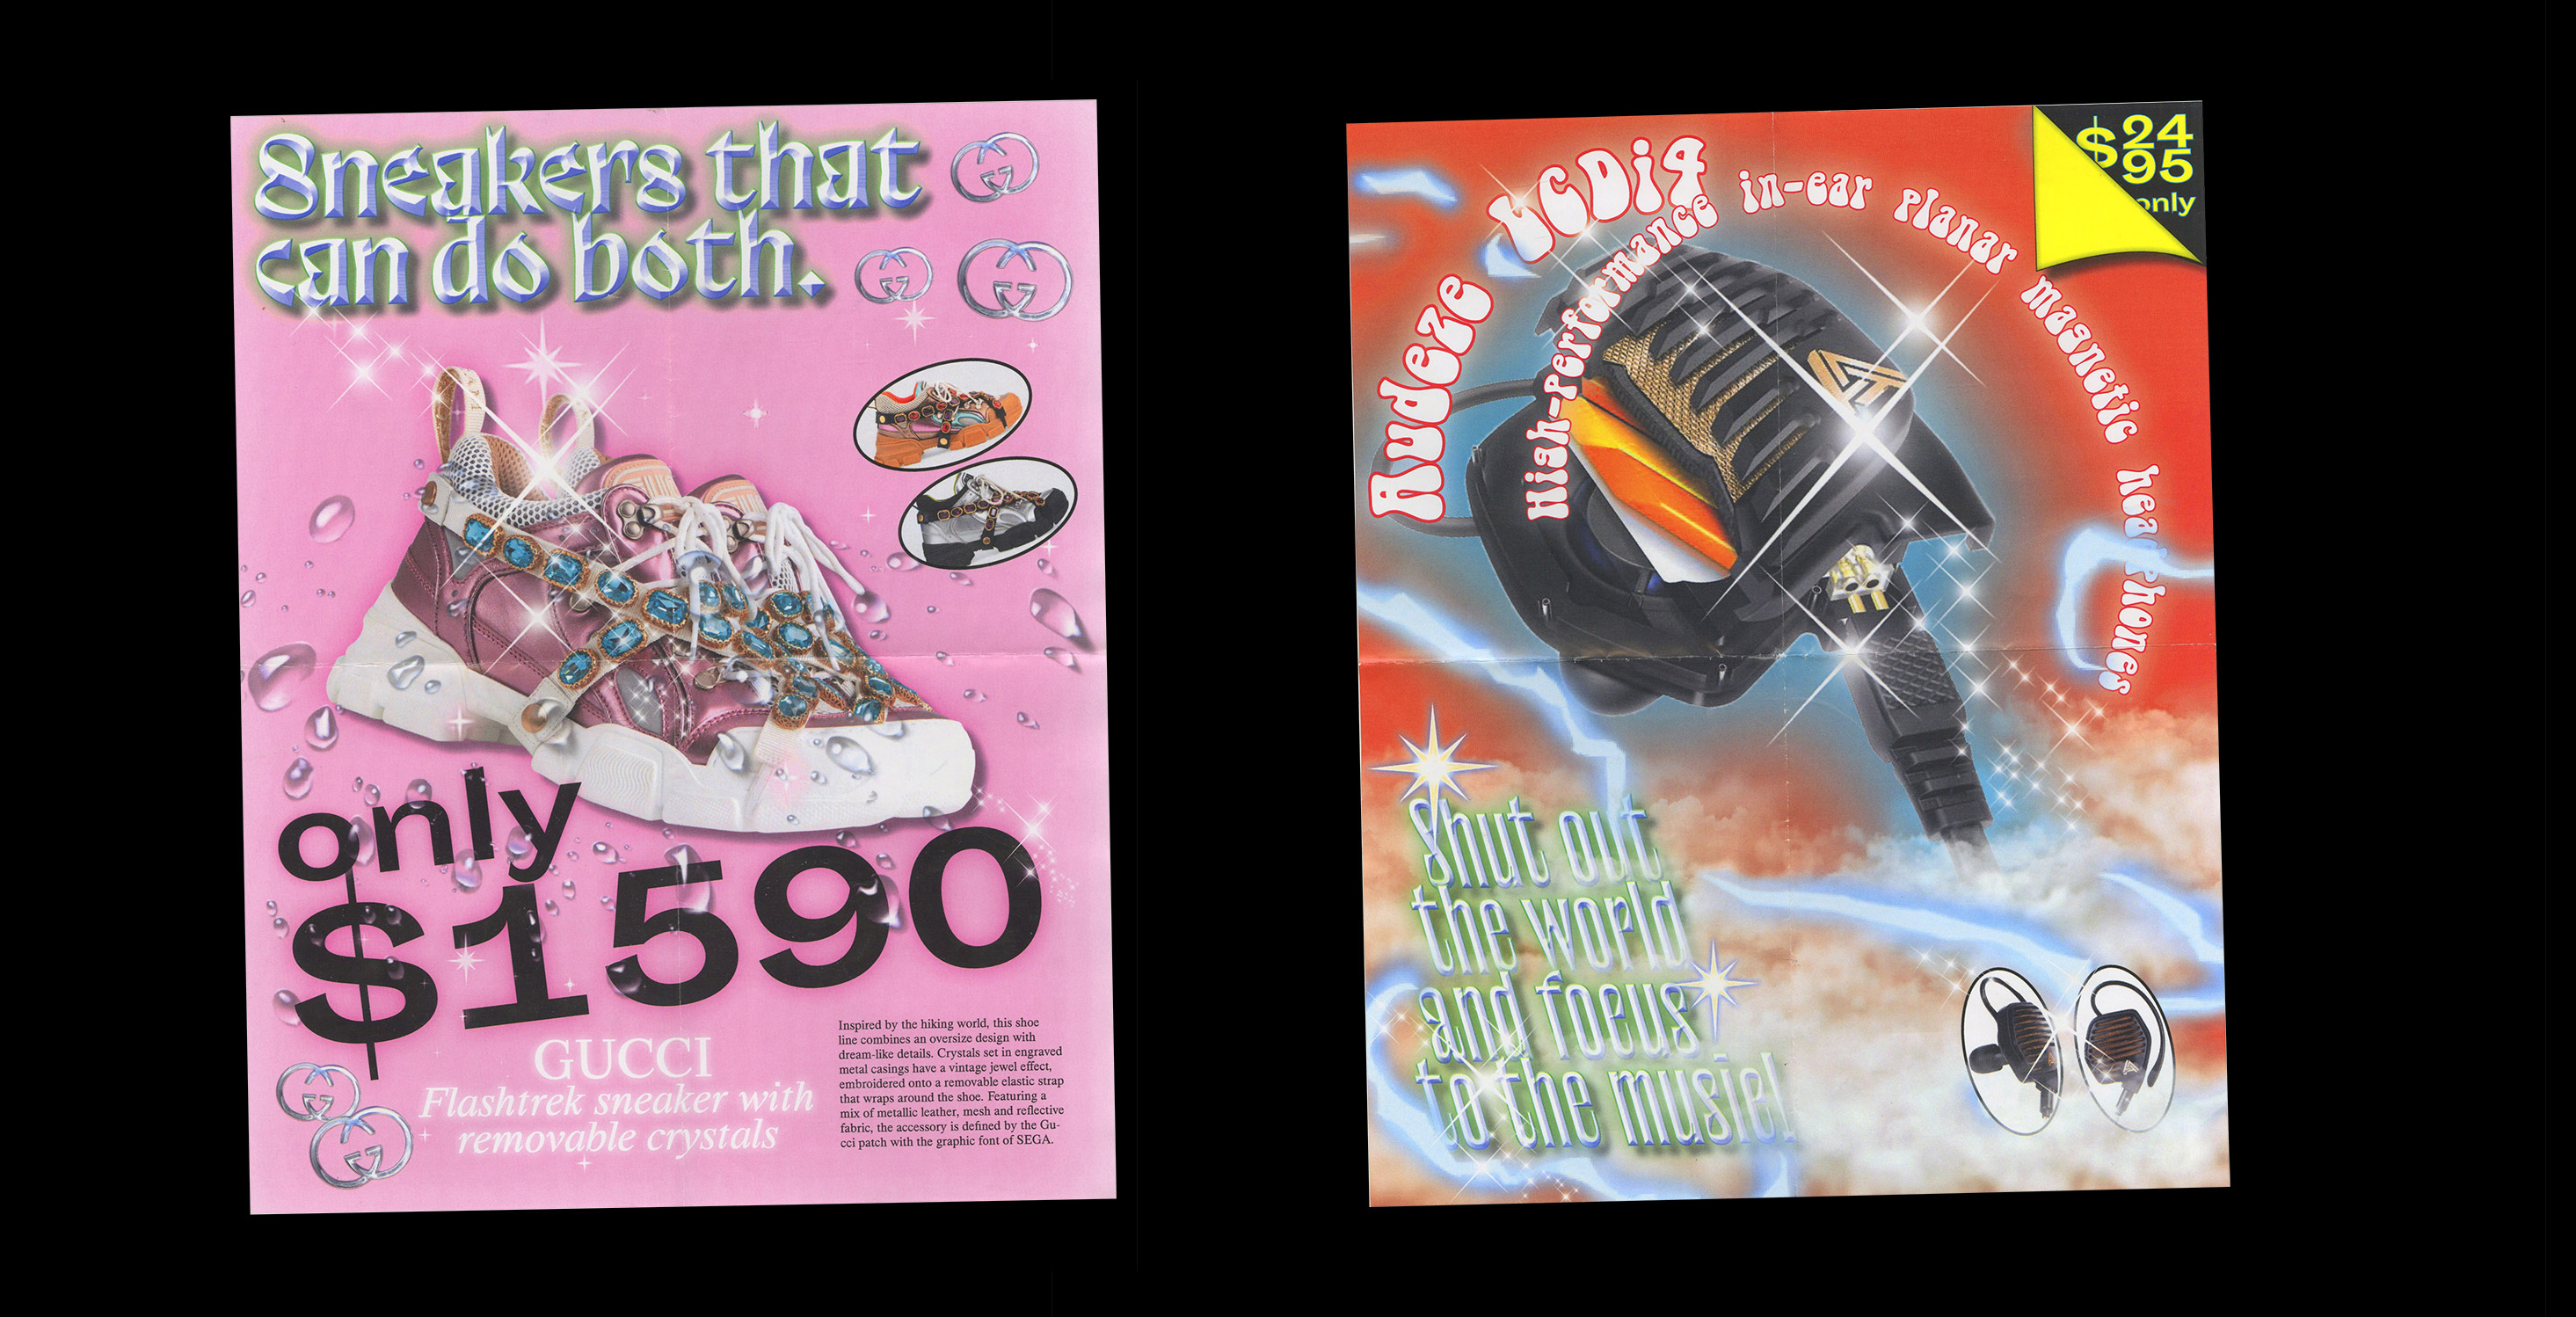 Sneakers that
can do both.
only
$1590
GUCCI
Flashtrek sneaker with
removable crystals
Inspired by the hiking world, this shoe
line combines an oversize design with
dream-like details. Crystals set in engraved
metal casings have a vintage jewel effect,
embroidered onto a removable elastic strap
that wraps around the shoe. Featuring a
mix of metallic leather, mesh and reflective
fabric, the accessory is defined by the Gu-
cci patch with the graphic font of SEGA.
Audeze LCDi4
High-performance in-ear planar magnetic headphones
$24
95
only
Shut out
the world
and focus
to the music!